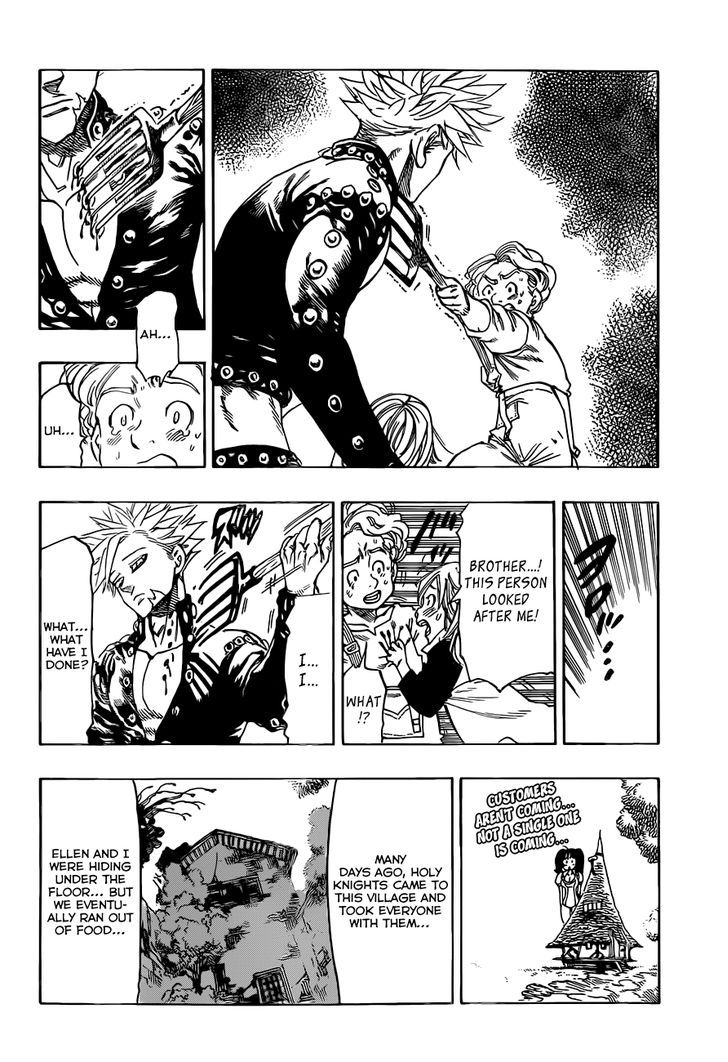 AH...
UH...
BROTHER...!
THIS PERSON
LOOKED
AFTER ME!
WHAT
!?
I...
I...
WHAT...
WHAT
HAVE I
DONE?
CUSTOMERS
AREN'T COMING...
NOT A SINGLE ONE
IS COMING...
MANY
DAYS AGO, HOLY
KNIGHTS CAME TO
THIS VILLAGE AND
TOOK EVERYONE
WITH THEM...
ELLEN AND I
WERE HIDING
UNDER THE
FLOOR... BUT
WE EVENTU-
ALLY RAN OUT
OF FOOD...